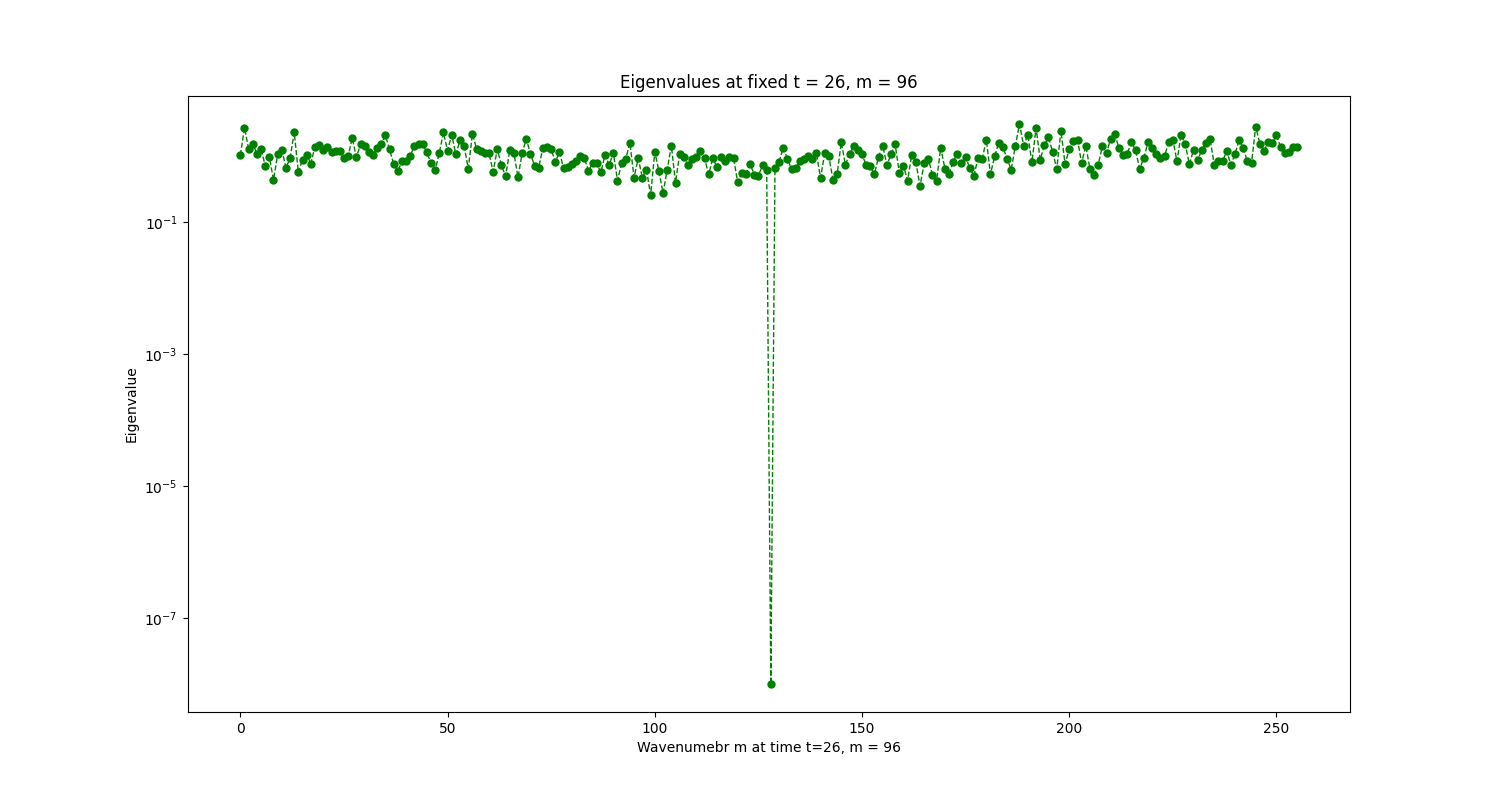 Eigenvalues at fixed t = 26, m = 96
Eigenvalue
10⁻¹
10⁻³
10⁻⁵
10⁻⁷
0 50 100 150 200 250
Wavenumebr m at time t=26, m = 96